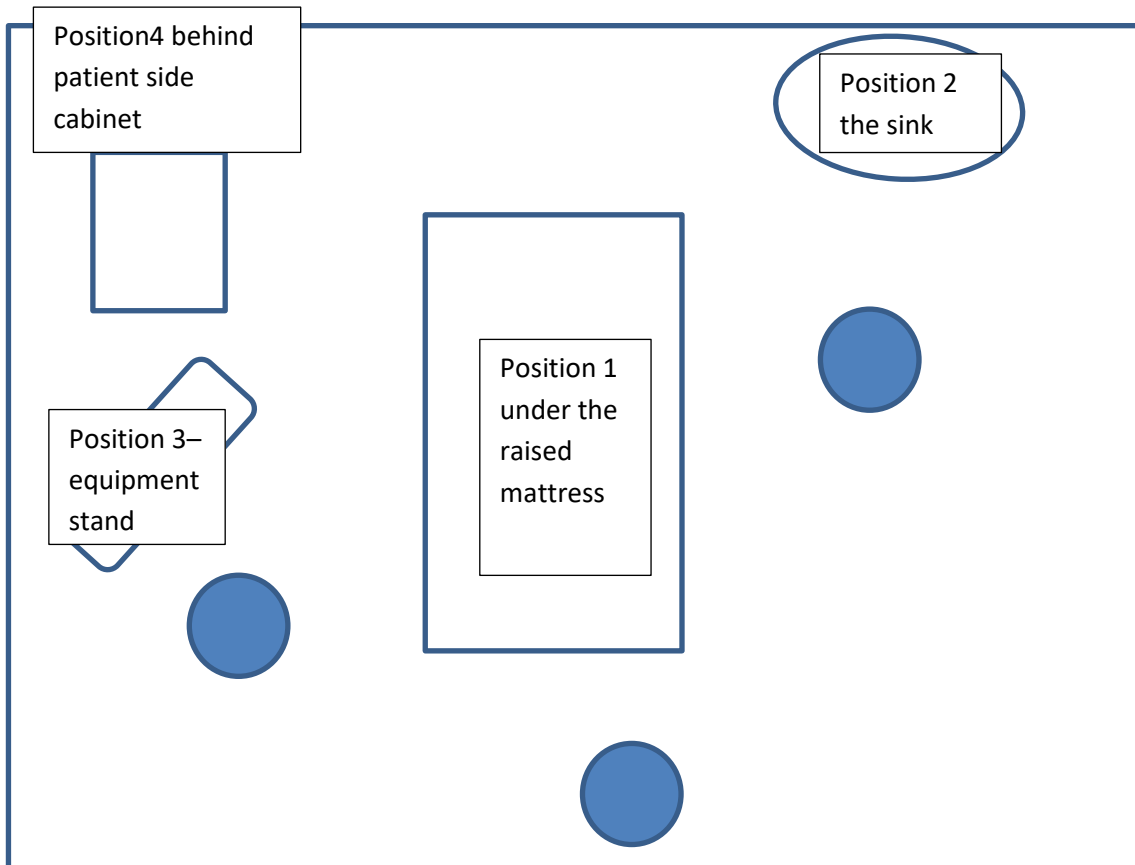 Position4 behind
patient side
cabinet
Position 2
the sink
Position 1
under the
raised
mattress
Position 3–
equipment
stand